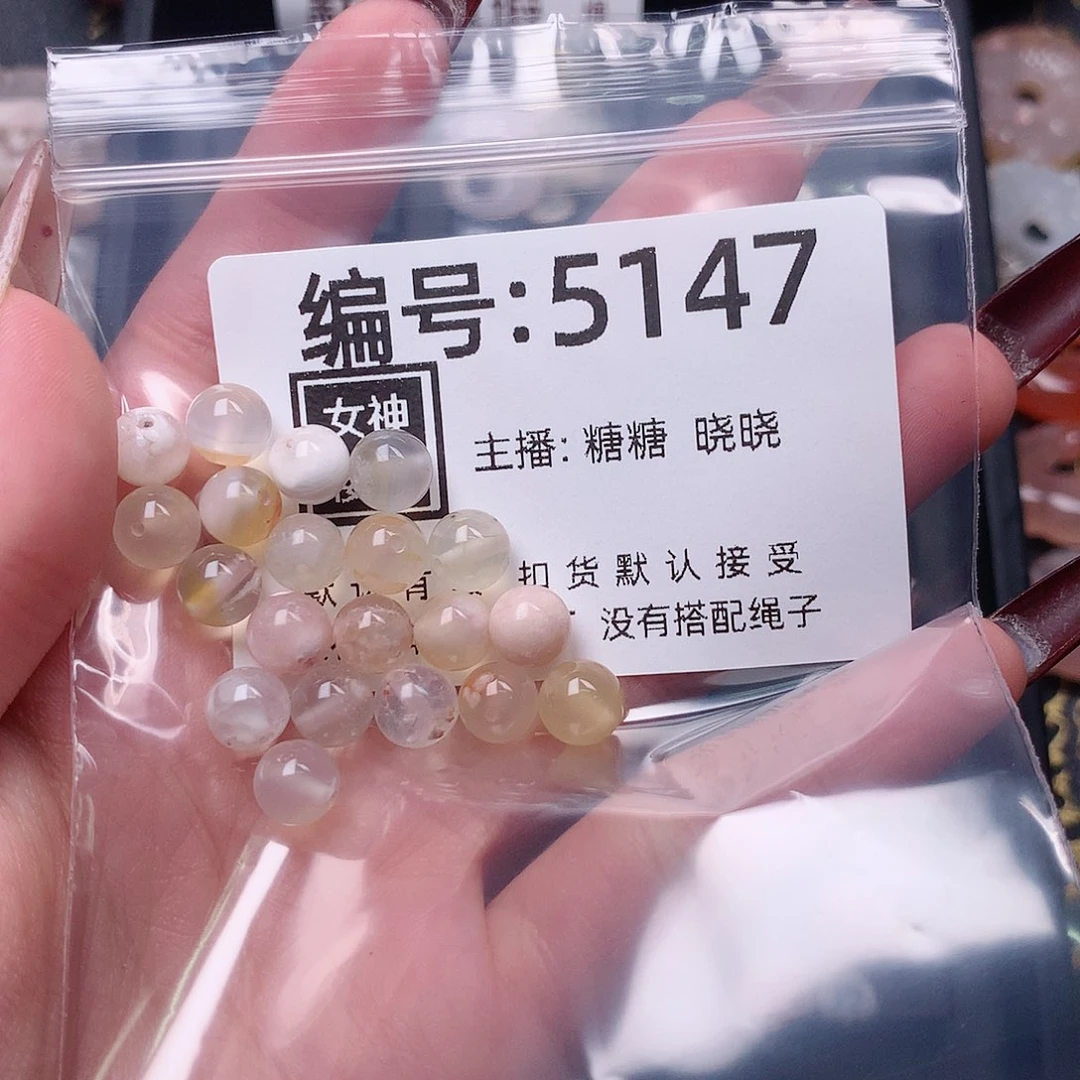 编号:5147
女神
主播: 糖糖 晓晓
扣货默认接受
没有搭配绳子